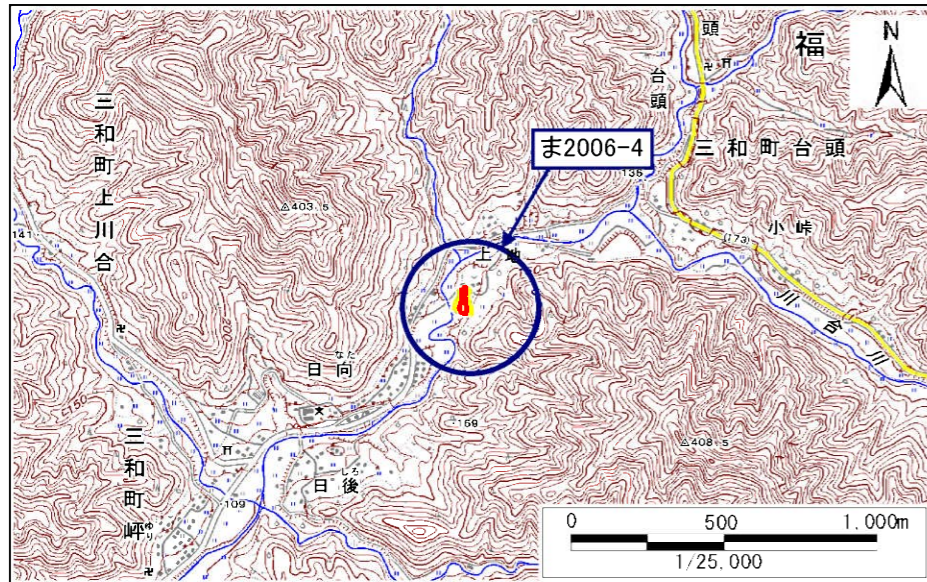 頭
福
N
台頭
三和町上川合
ま2006-4
三和町台頭
135
△403.5
小峠
141
(173)
上地
川合川
なた
日向
・159
△408.5
三和町岼
ゆり
しろ
日後
109
0 500 1,000m
1/25,000